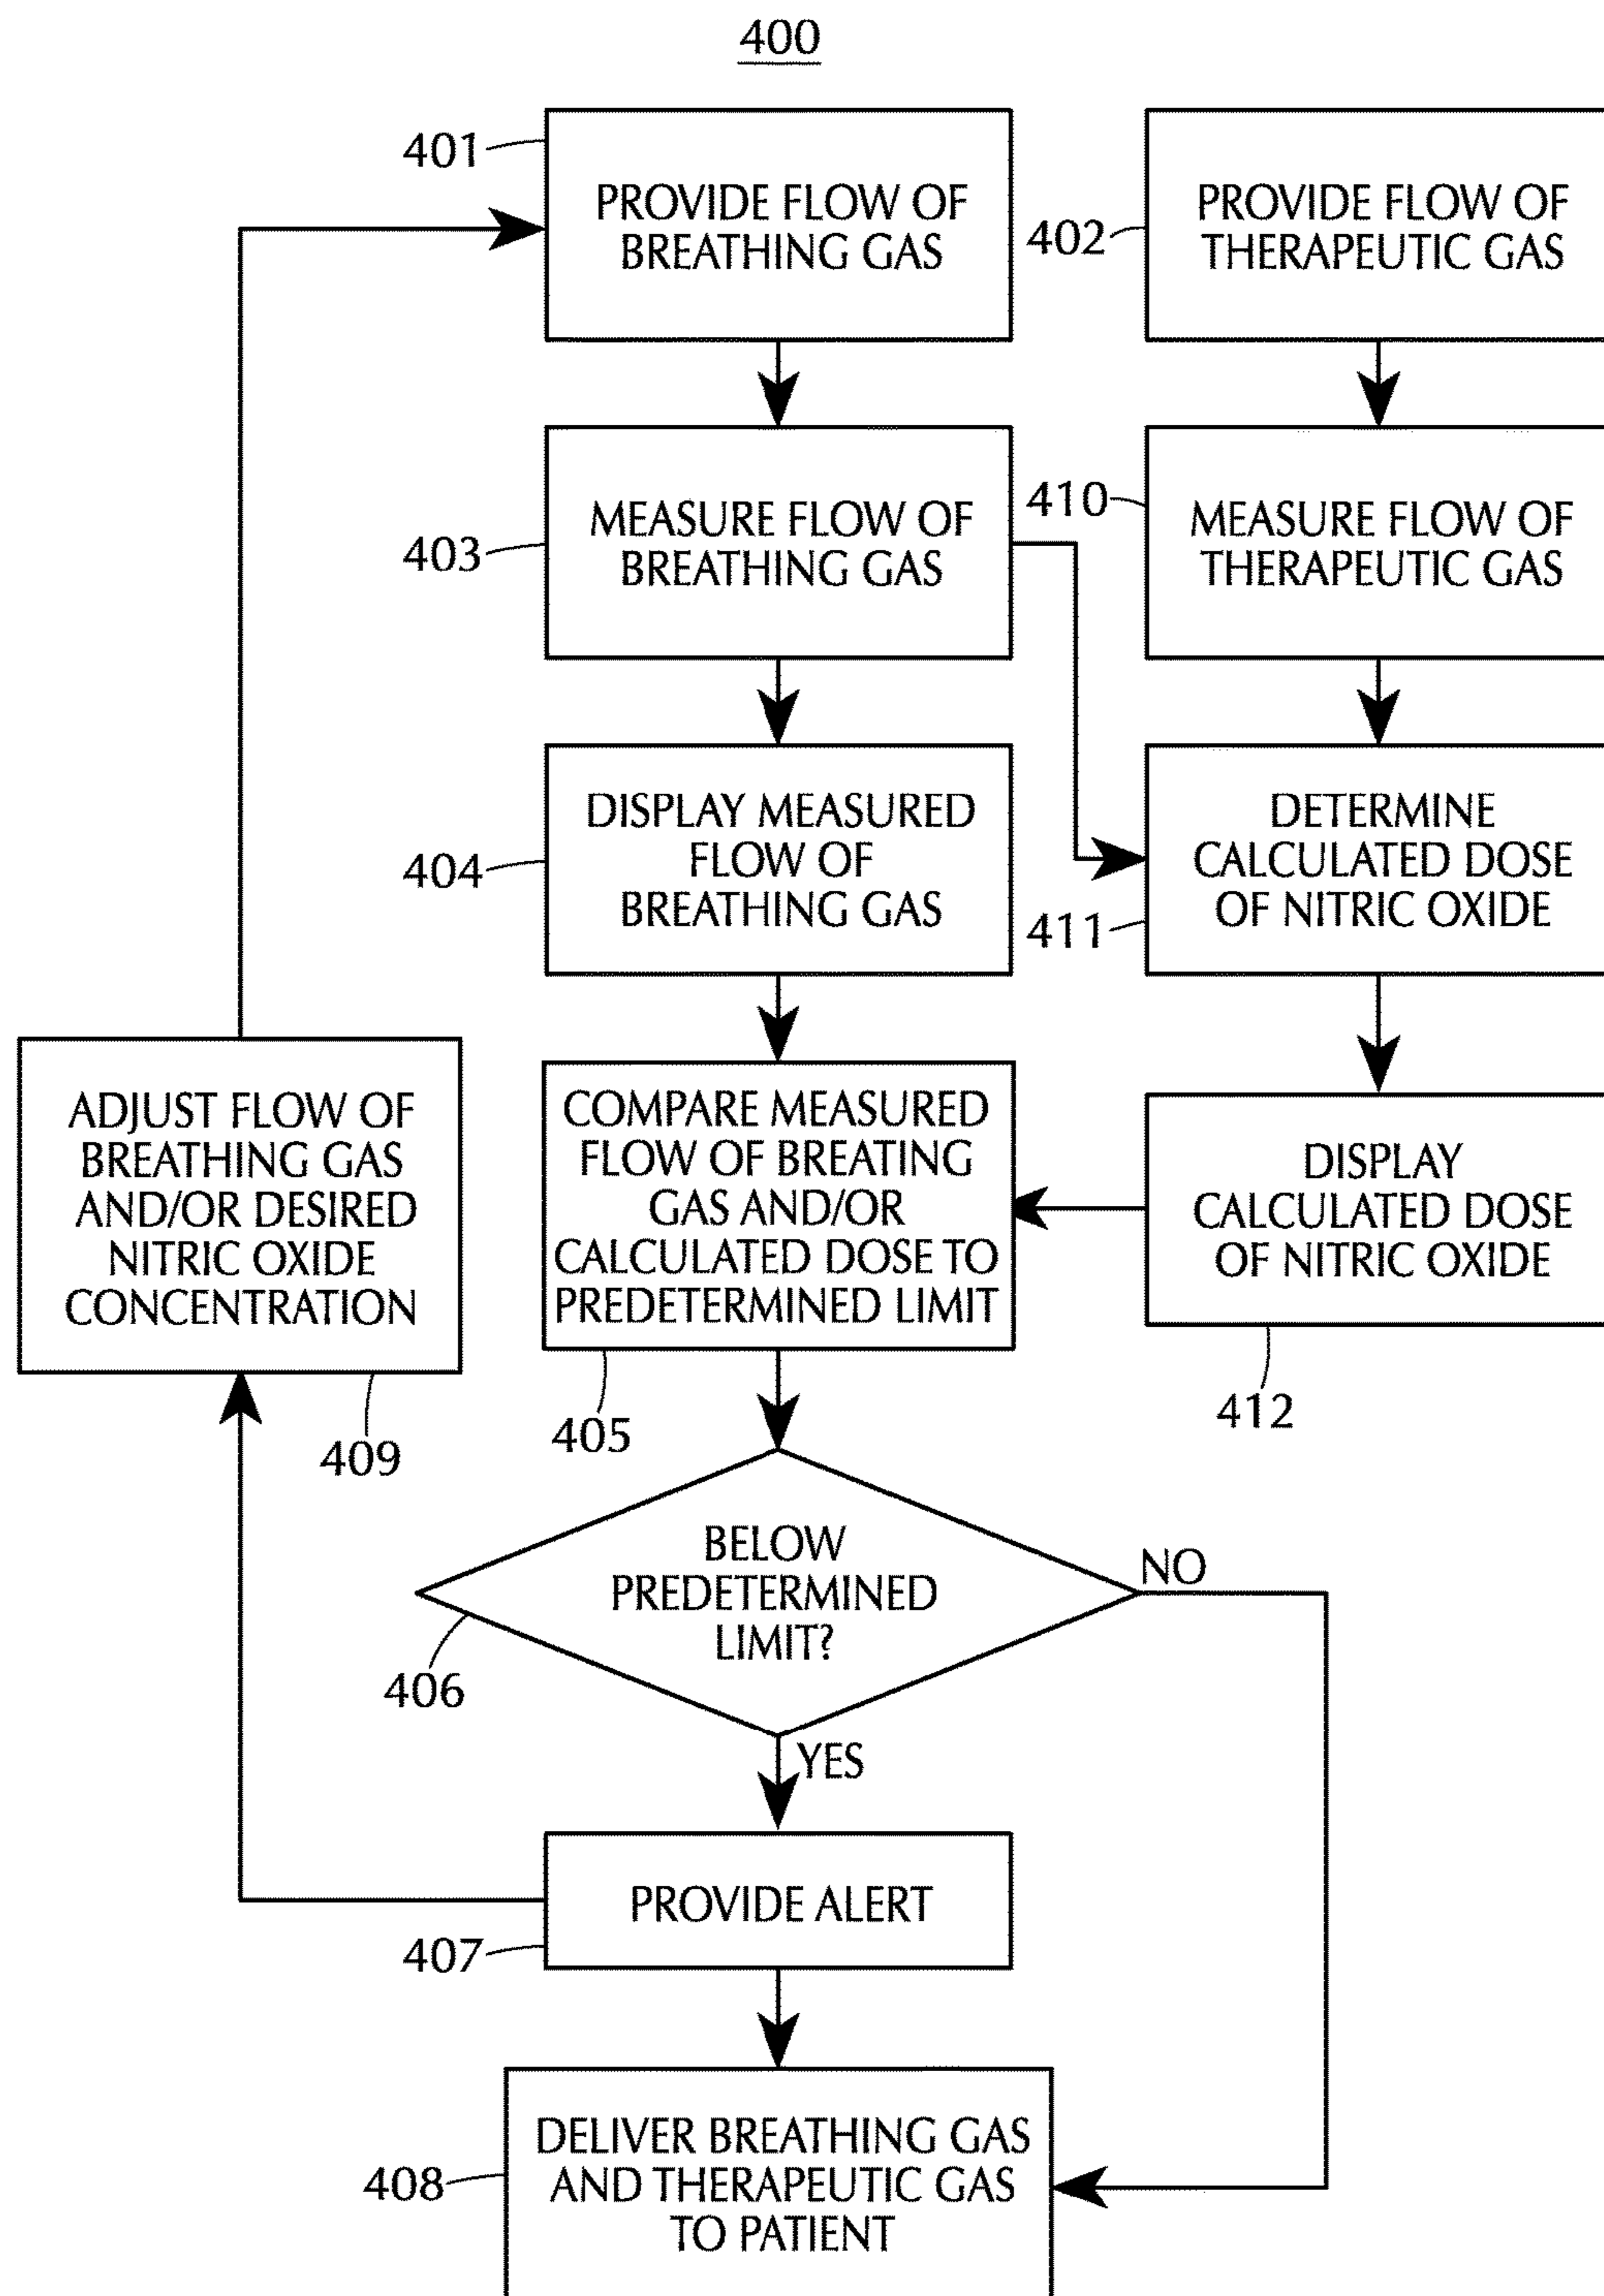 400
401
PROVIDE FLOW OF
BREATHING GAS
402
PROVIDE FLOW OF
THERAPEUTIC GAS
403
MEASURE FLOW OF
BREATHING GAS
410
MEASURE FLOW OF
THERAPEUTIC GAS
404
DISPLAY MEASURED
FLOW OF
BREATHING GAS
411
DETERMINE
CALCULATED DOSE
OF NITRIC OXIDE
ADJUST FLOW OF
BREATHING GAS
AND/OR DESIRED
NITRIC OXIDE
CONCENTRATION
409
COMPARE MEASURED
FLOW OF BREATING
GAS AND/OR
CALCULATED DOSE TO
PREDETERMINED LIMIT
405
DISPLAY
CALCULATED DOSE
OF NITRIC OXIDE
412
BELOW
PREDETERMINED
LIMIT?
NO
406
YES
PROVIDE ALERT
407
408
DELIVER BREATHING GAS
AND THERAPEUTIC GAS
TO PATIENT